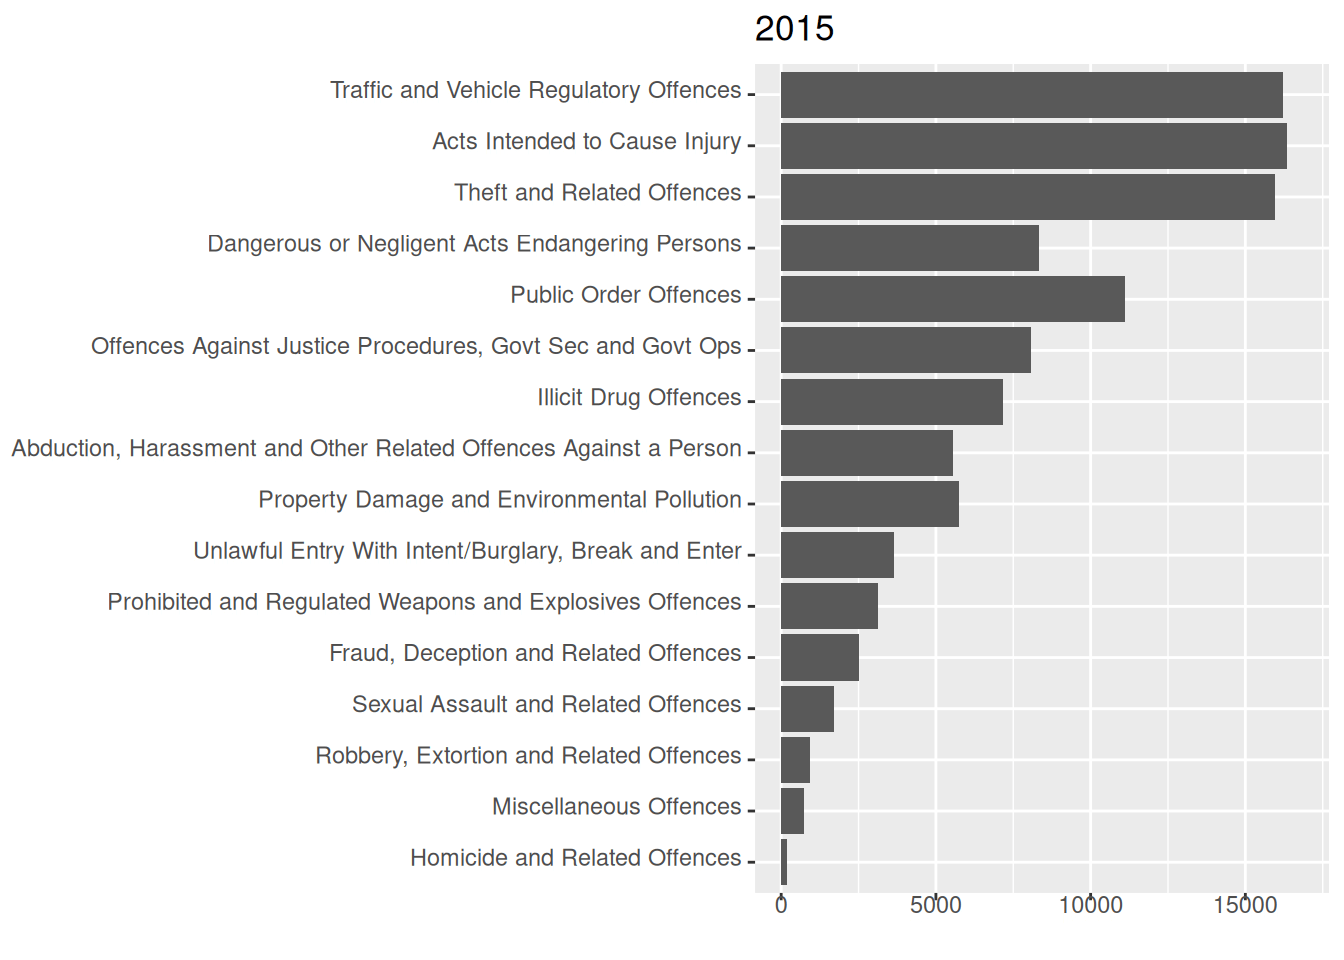 2015
Traffic and Vehicle Regulatory Offences
Acts Intended to Cause Injury
Theft and Related Offences
Dangerous or Negligent Acts Endangering Persons
Public Order Offences
Offences Against Justice Procedures, Govt Sec and Govt Ops
Illicit Drug Offences
Abduction, Harassment and Other Related Offences Against a Person
Property Damage and Environmental Pollution
Unlawful Entry With Intent/Burglary, Break and Enter
Prohibited and Regulated Weapons and Explosives Offences
Fraud, Deception and Related Offences
Sexual Assault and Related Offences
Robbery, Extortion and Related Offences
Miscellaneous Offences
Homicide and Related Offences
0 5000 10000 15000